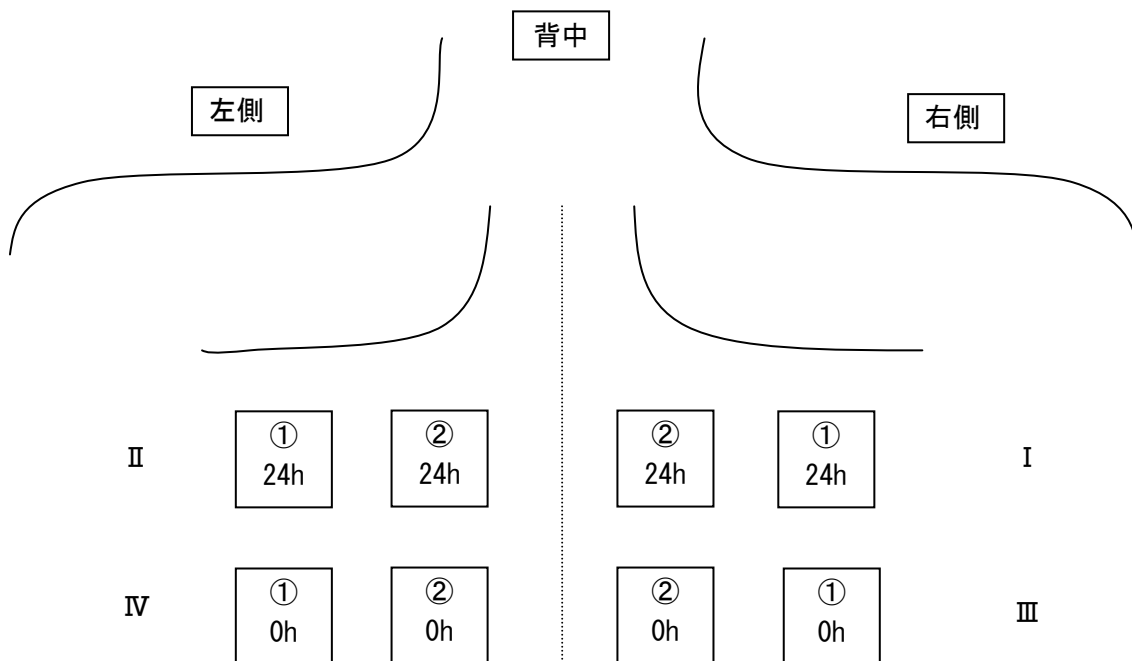 背中
左側
右側
Ⅱ ① ② ② ① Ⅰ
24h 24h 24h 24h
Ⅳ ① ② ② ① Ⅲ
0h 0h 0h 0h